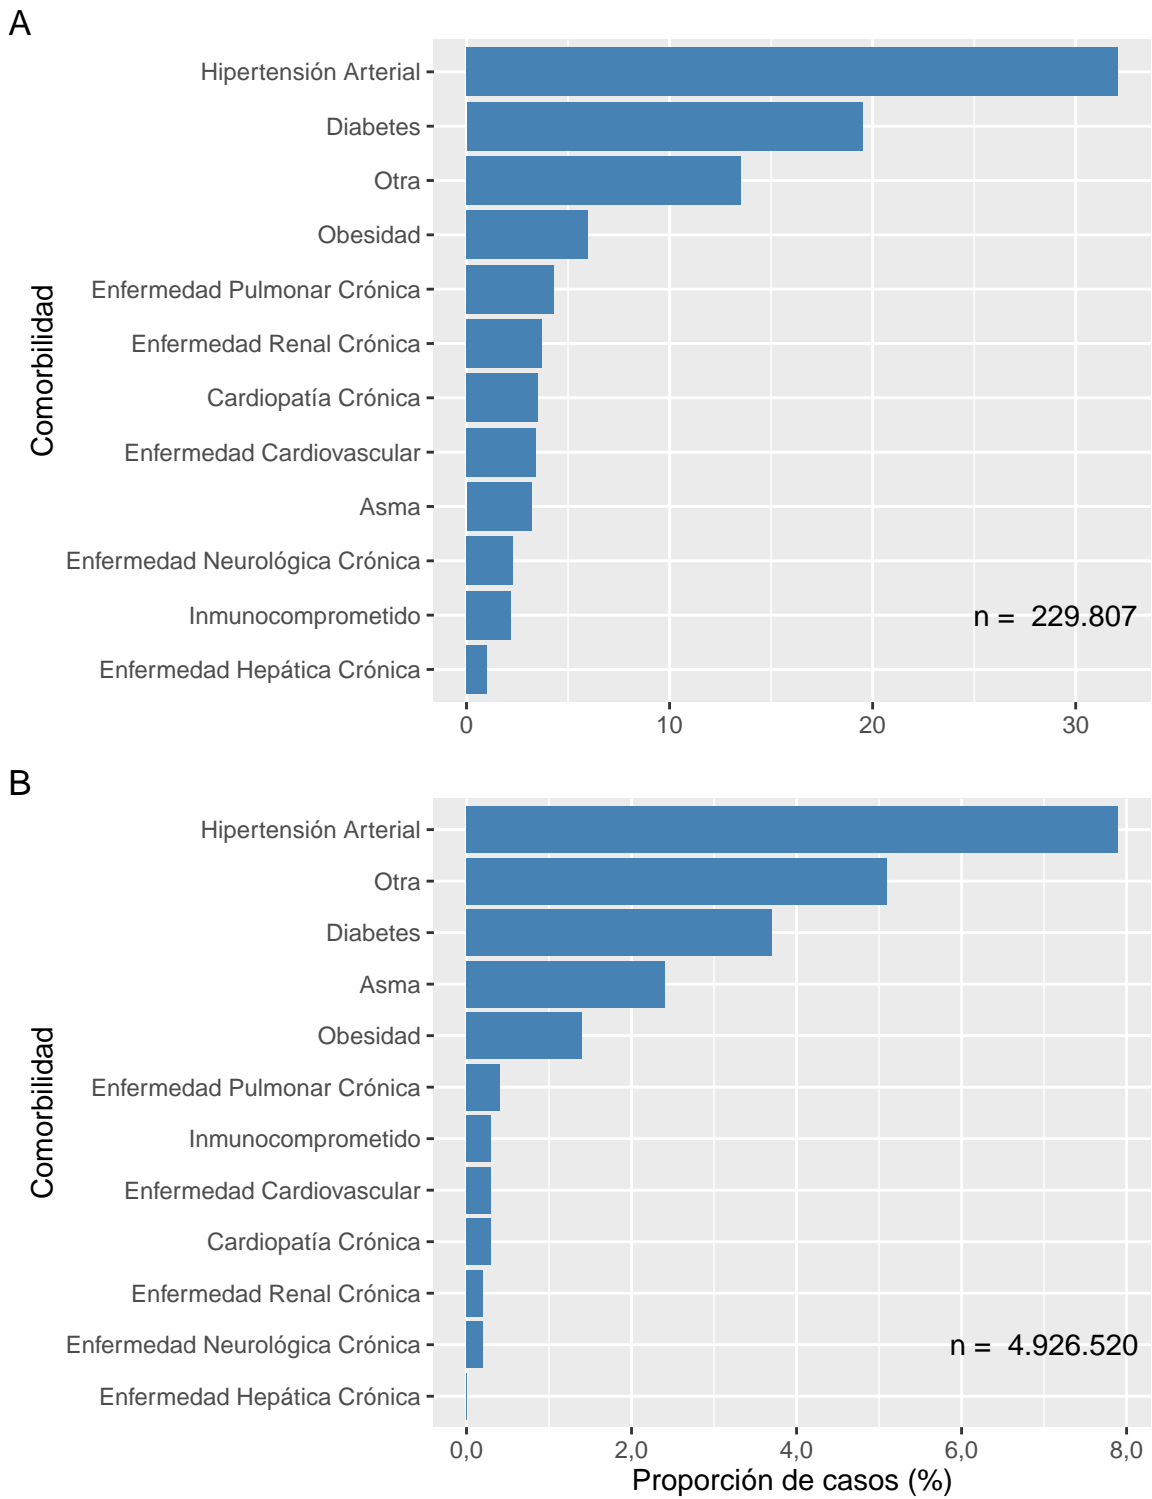 A
Hipertensión Arterial
Diabetes
Otra
Obesidad
Enfermedad Pulmonar Crónica
Enfermedad Renal Crónica
Cardiopatía Crónica
Enfermedad Cardiovascular
Asma
Enfermedad Neurológica Crónica
Inmunocomprometido
Enfermedad Hepática Crónica
Comorbilidad
n = 229.807
0 10 20 30
B
Hipertensión Arterial
Otra
Diabetes
Asma
Obesidad
Enfermedad Pulmonar Crónica
Inmunocomprometido
Enfermedad Cardiovascular
Cardiopatía Crónica
Enfermedad Renal Crónica
Enfermedad Neurológica Crónica
Enfermedad Hepática Crónica
Comorbilidad
n = 4.926.520
0,0 2,0 4,0 6,0 8,0
Proporción de casos (%)